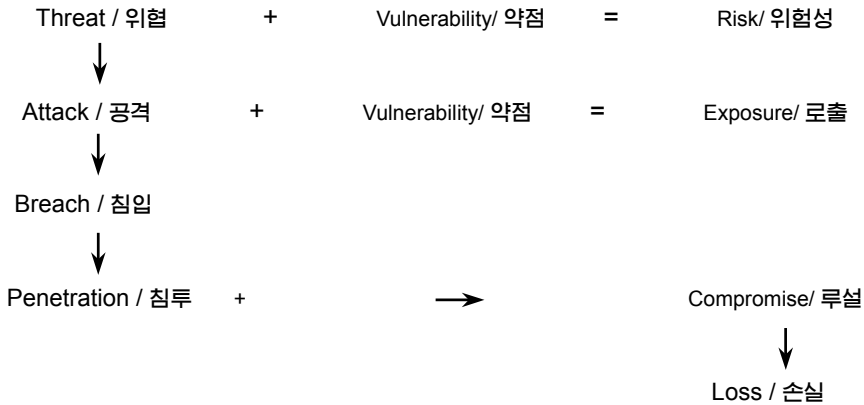 Threat / 위협 + Vulnerability/ 약점 = Risk/ 위험성
Attack / 공격 + Vulnerability/ 약점 = Exposure/ 로출
Breach / 침입
Penetration / 침투 + Compromise/ 루설
Loss / 손실